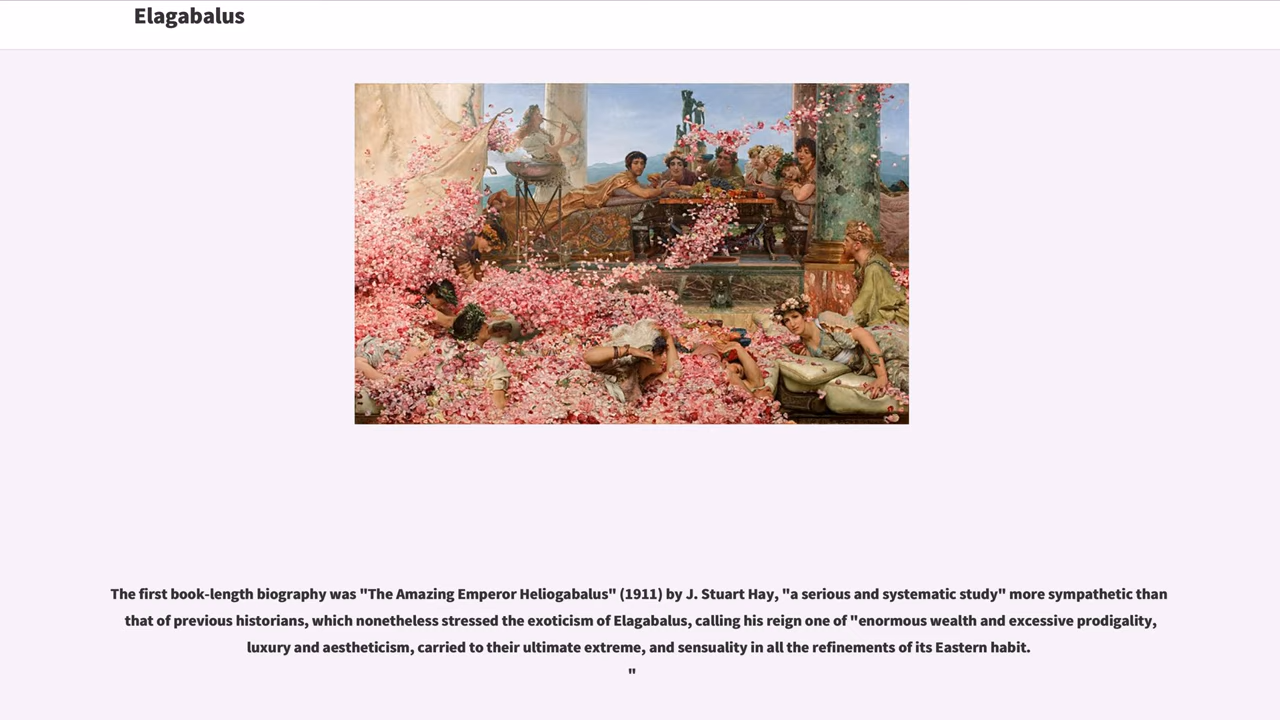 Elagabalus
The first book-length biography was "The Amazing Emperor Heliogabalus" (1911) by J. Stuart Hay, "a serious and systematic study" more sympathetic than
that of previous historians, which nonetheless stressed the exoticism of Elagabalus, calling his reign one of "enormous wealth and excessive prodigality,
luxury and aestheticism, carried to their ultimate extreme, and sensuality in all the refinements of its Eastern habit.
"